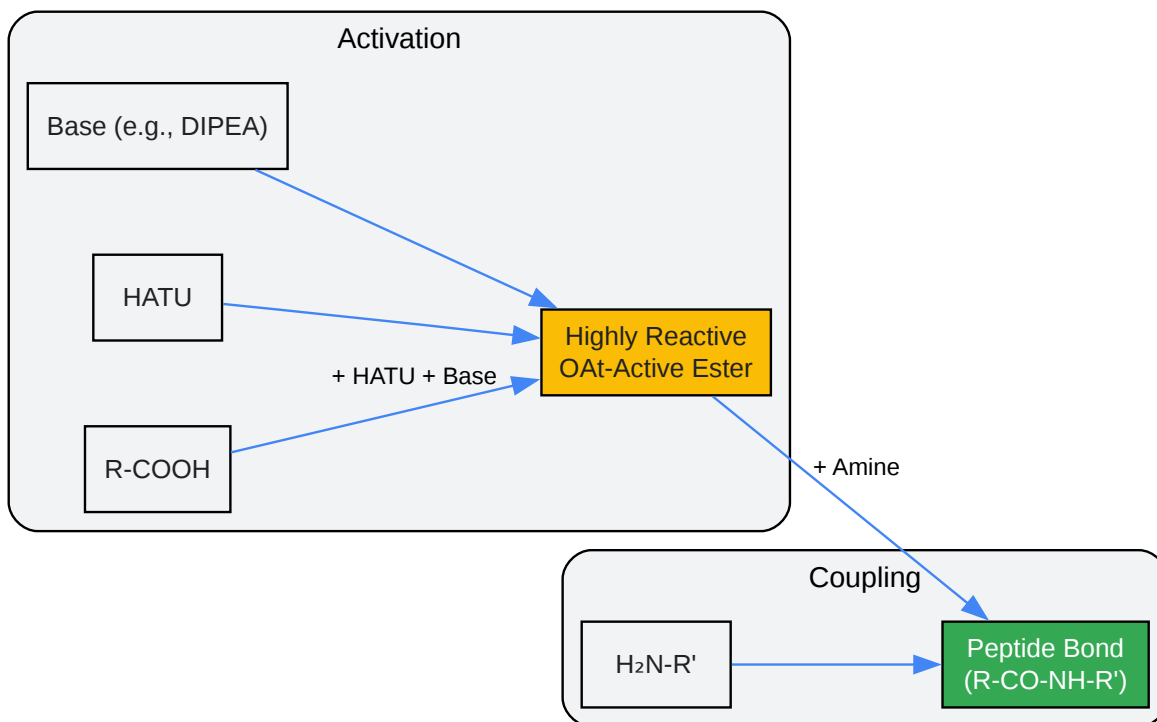 Activation
Base (e.g., DIPEA)
HATU
Highly Reactive
OAt-Active Ester
+ HATU + Base
R-COOH
+ Amine
Coupling
H₂N-R'
Peptide Bond
(R-CO-NH-R')